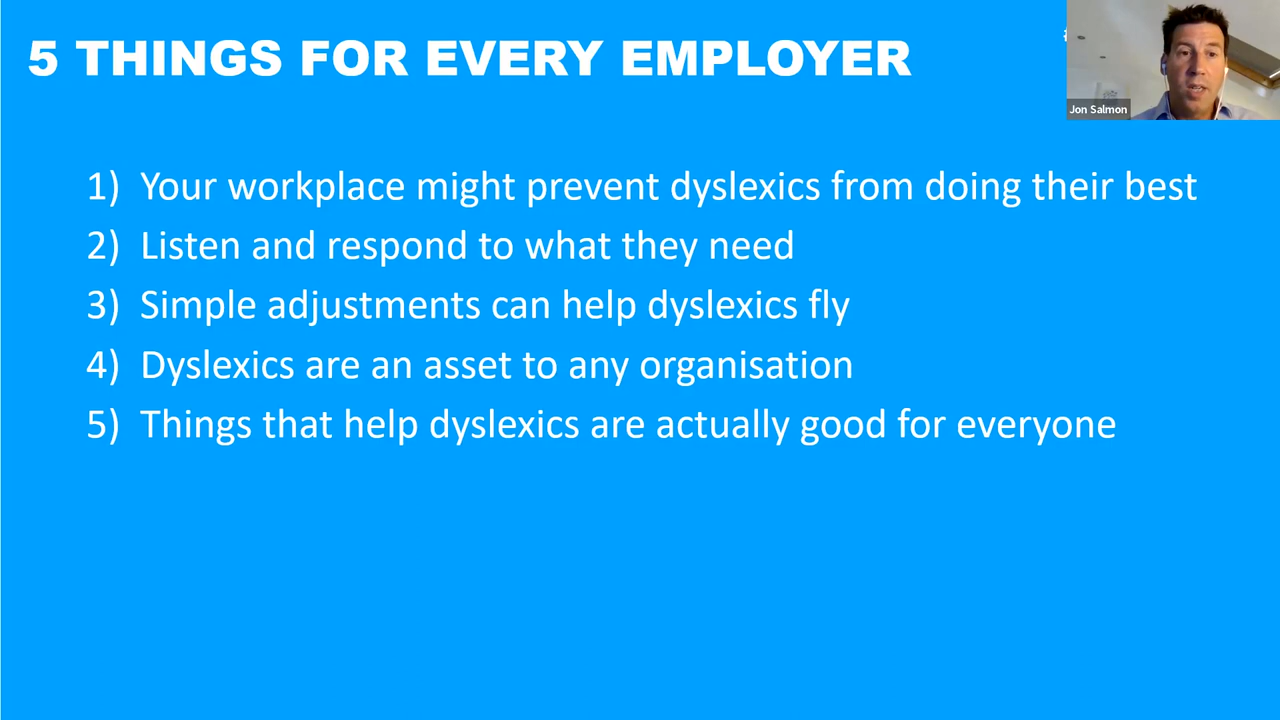 5 THINGS FOR EVERY EMPLOYER
Jon Salmon
1) Your workplace might prevent dyslexics from doing their best
2) Listen and respond to what they need
3) Simple adjustments can help dyslexics fly
4) Dyslexics are an asset to any organisation
5) Things that help dyslexics are actually good for everyone